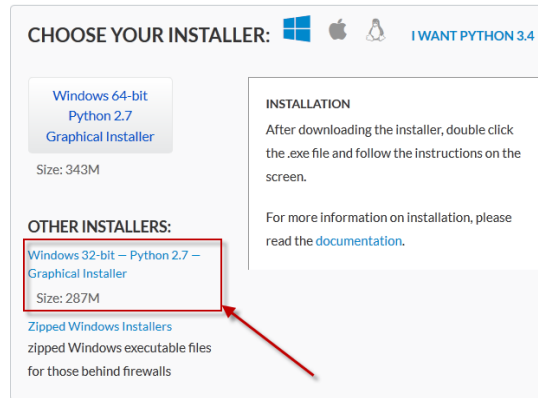 CHOOSE YOUR INSTALLER:
I WANT PYTHON 3.4
Windows 64-bit
Python 2.7
Graphical Installer
Size: 343M
INSTALLATION
After downloading the installer, double click
the .exe file and follow the instructions on the
screen.
For more information on installation, please
read the documentation.
OTHER INSTALLERS:
Windows 32-bit — Python 2.7 —
Graphical Installer
Size: 287M
Zipped Windows Installers
zipped Windows executable files
for those behind firewalls